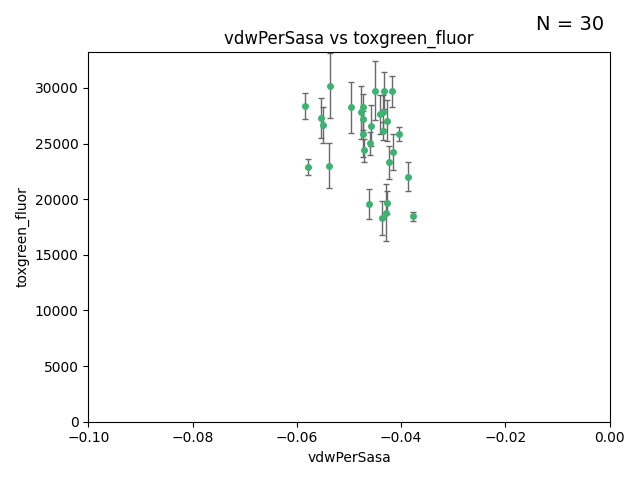 N = 30
vdwPerSasa vs toxgreen_fluor
30000
25000
20000
15000
10000
5000
0
toxgreen_fluor
−0.10 −0.08 −0.06 −0.04 −0.02 0.00
vdwPerSasa